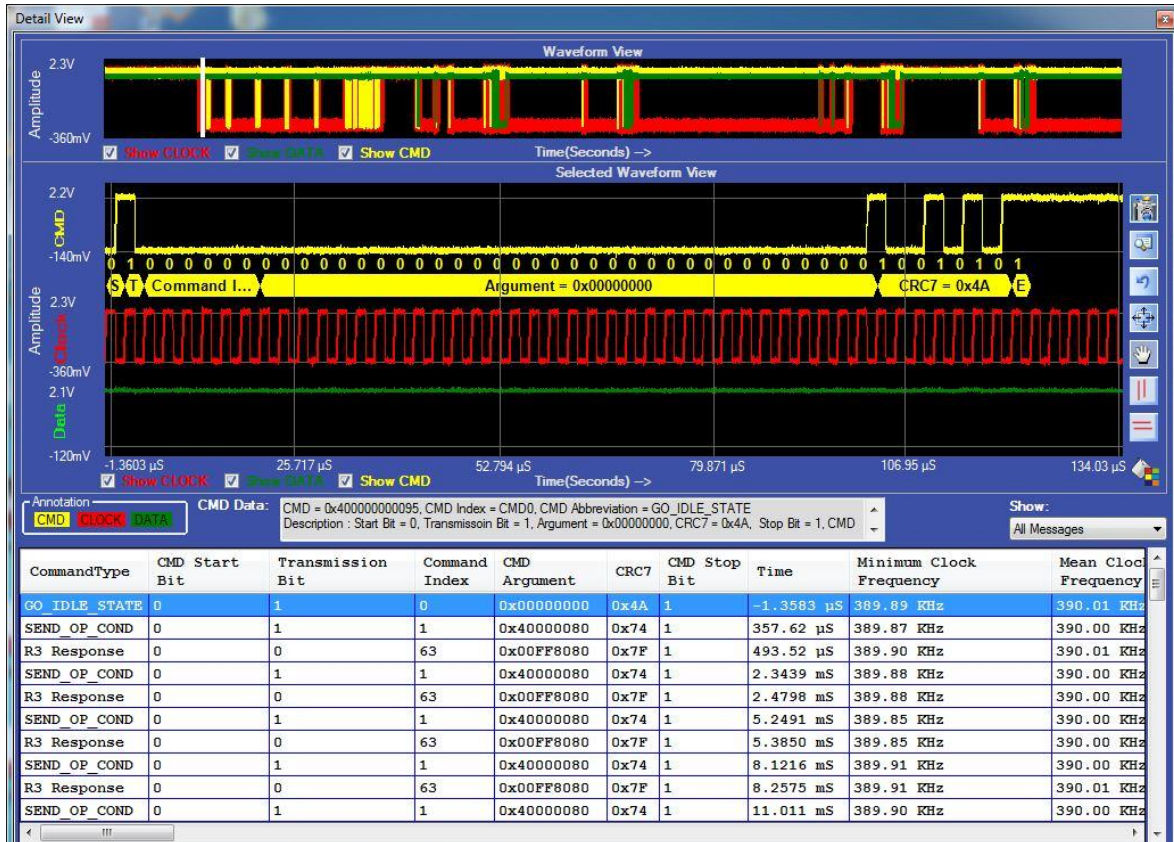 Detail View
Waveform View
2.3V
Amplitude
-360mV
Show CLOCK Show DATA Show CMD Time(Seconds) -->
Selected Waveform View
2.2V
CMD
-140mV
0 1 0 0 0 0 0 0 0 0 0 0 0 0 0 0 0 0 0 0 0 0 0 0 0 0 0 0 0 0 0 0 0 0 0 0 0 0 0 0 1 0 0 1 0 1 0 1
S T Command I... Argument = 0x00000000 CRC7 = 0x4A E
Amplitude
2.3V
Clock
-360mV
2.1V
Data
-120mV
-1.3603 µS 25.717 µS 52.794 µS 79.871 µS 106.95 µS 134.03 µS
Show CLOCK Show DATA Show CMD Time(Seconds) -->
Annotation
CMD CLOCK DATA
CMD Data:
CMD = 0x400000000095, CMD Index = CMD0, CMD Abbreviation = GO_IDLE_STATE
Description : Start Bit = 0, Transmissoin Bit = 1, Argument = 0x00000000, CRC7 = 0x4A, Stop Bit = 1, CMD
Show:
All Messages
CommandType CMD Start Bit Transmission Bit Command Index CMD Argument CRC7 CMD Stop Bit Time Minimum Clock Frequency Mean Clock Frequency
GO_IDLE_STATE 0 1 0 0x00000000 0x4A 1 -1.3583 µS 389.89 KHz 390.01 KHz
SEND_OP_COND 0 1 1 0x40000080 0x74 1 357.62 µS 389.87 KHz 390.00 KHz
R3 Response 0 0 63 0x00FF8080 0x7F 1 493.52 µS 389.90 KHz 390.01 KHz
SEND_OP_COND 0 1 1 0x40000080 0x74 1 2.3439 mS 389.88 KHz 390.00 KHz
R3 Response 0 0 63 0x00FF8080 0x7F 1 2.4798 mS 389.88 KHz 390.00 KHz
SEND_OP_COND 0 1 1 0x40000080 0x74 1 5.2491 mS 389.85 KHz 390.00 KHz
R3 Response 0 0 63 0x00FF8080 0x7F 1 5.3850 mS 389.85 KHz 390.00 KHz
SEND_OP_COND 0 1 1 0x40000080 0x74 1 8.1216 mS 389.91 KHz 390.00 KHz
R3 Response 0 0 63 0x00FF8080 0x7F 1 8.2575 mS 389.91 KHz 390.00 KHz
SEND_OP_COND 0 1 1 0x40000080 0x74 1 11.011 mS 389.90 KHz 390.00 KHz